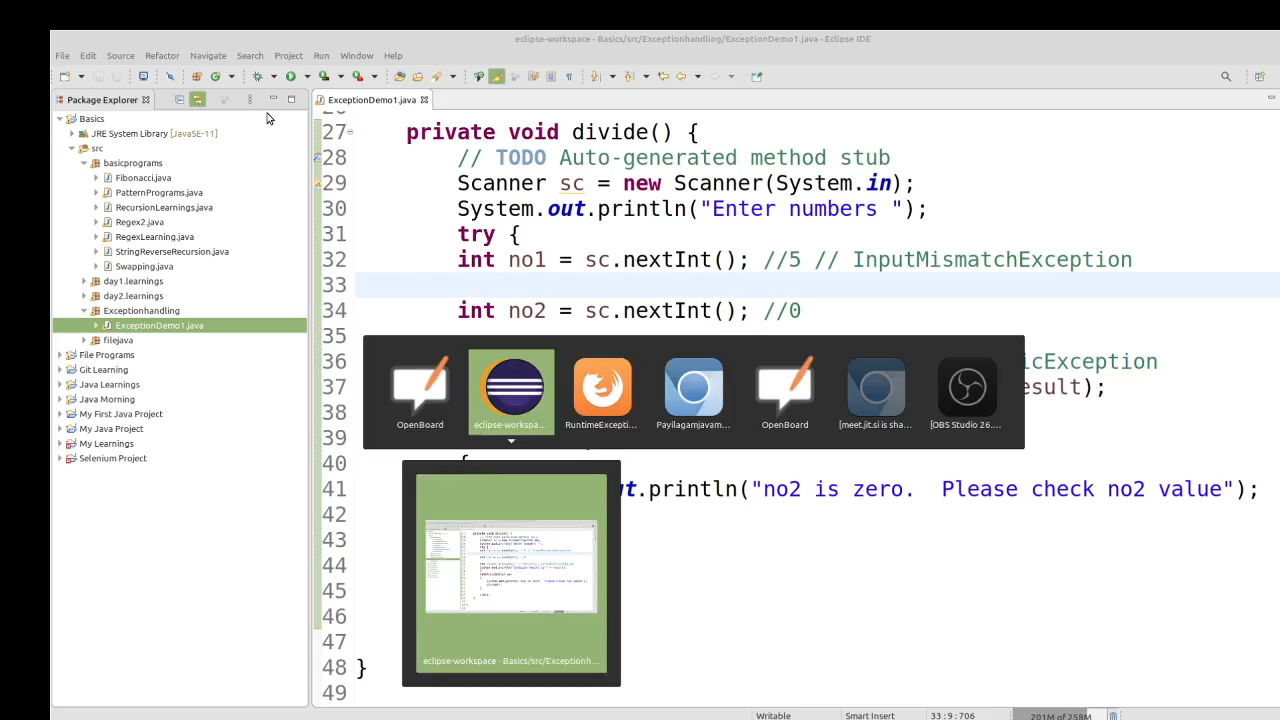 eclipse-workspace - Basics/src/Exceptionhandling/ExceptionDemo1.java - Eclipse IDE
File Edit Source Refactor Navigate Search Project Run Window Help
Package Explorer
ExceptionDemo1.java
Basics
JRE System Library [JavaSE-11]
src
basicprograms
Fibonacci.java
PatternPrograms.java
RecursionLearnings.java
Regex2.java
RegexLearning.java
StringReverseRecursion.java
Swapping.java
day1.learnings
day2.learnings
Exceptionhandling
ExceptionDemo1.java
filejava
File Programs
Git Learning
Java Learnings
Java Morning
My First Java Project
My Java Project
My Learnings
Selenium Project
27 private void divide() {
28 // TODO Auto-generated method stub
29 Scanner sc = new Scanner(System.in);
30 System.out.println("Enter numbers ");
31 try {
32 int no1 = sc.nextInt(); //5 // InputMismatchException
33
34 int no2 = sc.nextInt(); //0
35
36 icException
37 esult);
38
39
40 {
41 ut.println("no2 is zero.  Please check no2 value");
42
43
44
45
46
47
48 }
49
OpenBoard
eclipse-workspa...
RuntimeExcepti...
Payilagamjavam...
OpenBoard
[meet.jit.si is sha...
[OBS Studio 26....
eclipse-workspace - Basics/src/Exceptionh...
Writable Smart Insert 33 : 9 : 706 201M of 258M